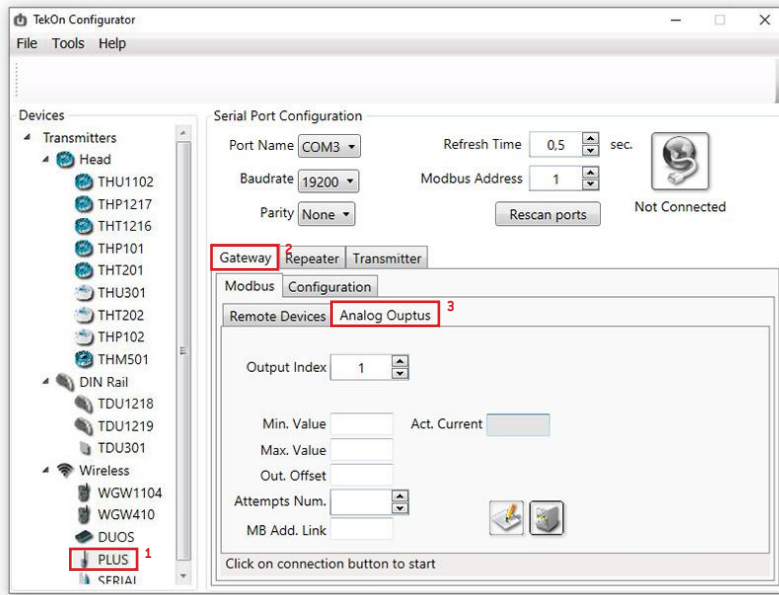 TekOn Configurator
File Tools Help
Devices
Transmitters
Head
THU1102
THP1217
THT1216
THP101
THT201
THU301
THT202
THP102
THM501
DIN Rail
TDU1218
TDU1219
TDU301
Wireless
WGW1104
WGW410
DUOS
PLUS 1
SERIAL
Serial Port Configuration
Port Name COM3 Refresh Time 0,5 sec.
Baudrate 19200 Modbus Address 1
Parity None Rescan ports Not Connected
Gateway 2 Repeater Transmitter
Modbus Configuration
Remote Devices Analog Ouptus 3
Output Index 1
Min. Value Act. Current
Max. Value
Out. Offset
Attempts Num.
MB Add. Link
Click on connection button to start